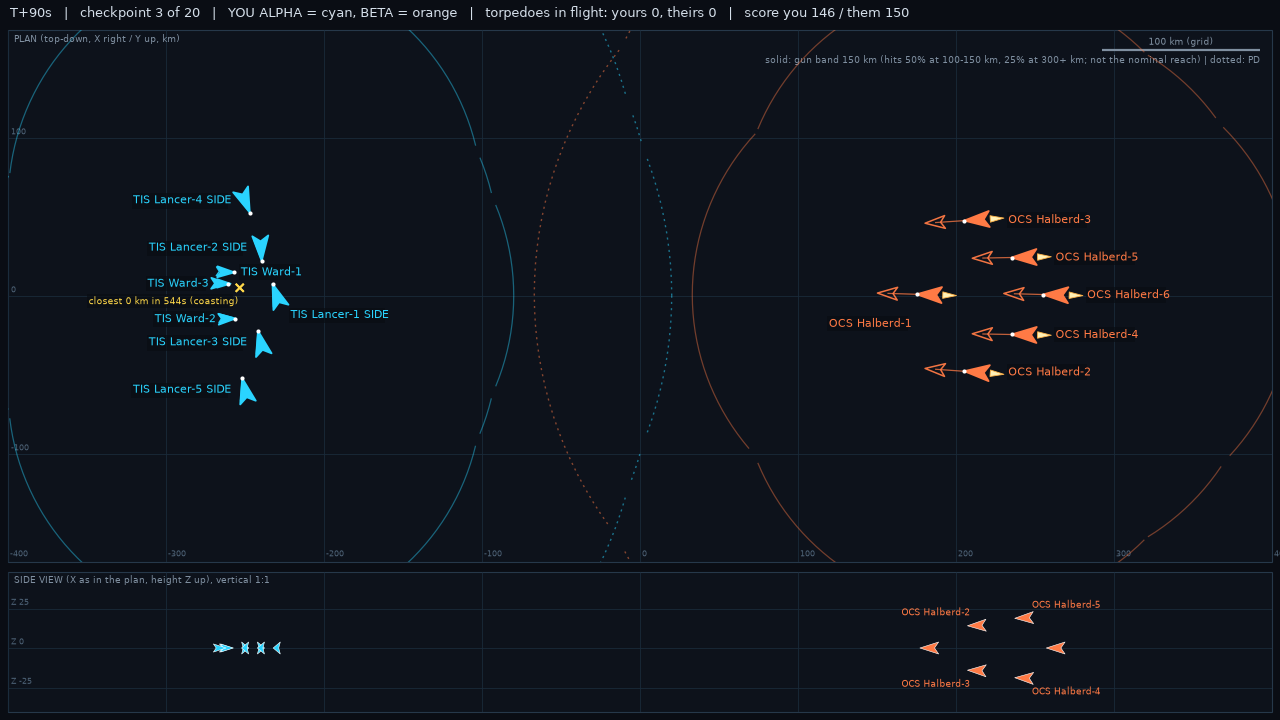 T+90s | checkpoint 3 of 20 | YOU ALPHA = cyan, BETA = orange | torpedoes in flight: yours 0, theirs 0 | score you 146 / them 150
PLAN (top-down, X right / Y up, km)
100 km (grid)
solid: gun band 150 km (hits 50% at 100-150 km, 25% at 300+ km; not the nominal reach) | dotted: PD
100
TIS Lancer-4 SIDE
OCS Halberd-3
TIS Lancer-2 SIDE
OCS Halberd-5
TIS Ward-1
TIS Ward-3
0
closest 0 km in 544s (coasting)
OCS Halberd-6
TIS Lancer-1 SIDE
TIS Ward-2
OCS Halberd-1
TIS Lancer-3 SIDE
OCS Halberd-4
OCS Halberd-2
TIS Lancer-5 SIDE
-100
-400
-300
-200
-100
0
100
200
300
SIDE VIEW (X as in the plan, height Z up), vertical 1:1
Z 25
OCS Halberd-5
OCS Halberd-2
Z 0
Z -25
OCS Halberd-3
OCS Halberd-4